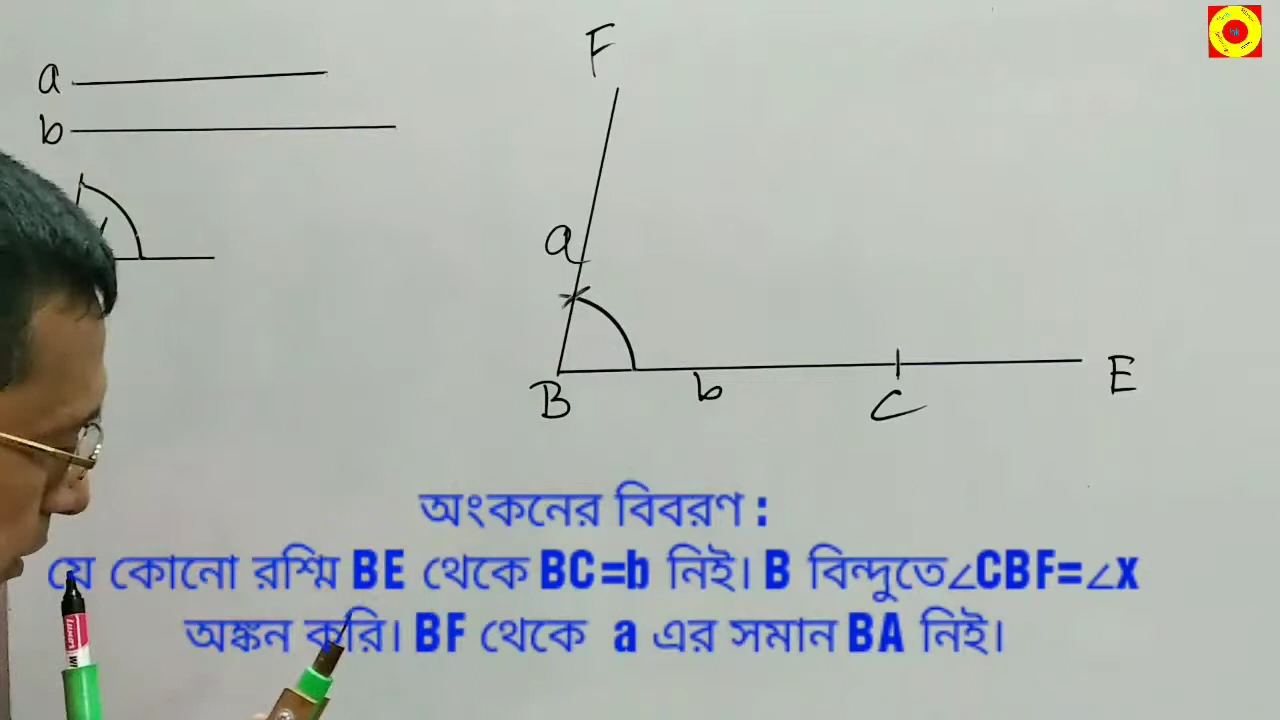 F
a
b
a
B
b
C
E
অংকনের বিবরণ :
যে কোনো রশ্মি BE থেকে BC=b নিই। B বিন্দুতে∠CBF=∠x
অঙ্কন করি। BF থেকে a এর সমান BA নিই।